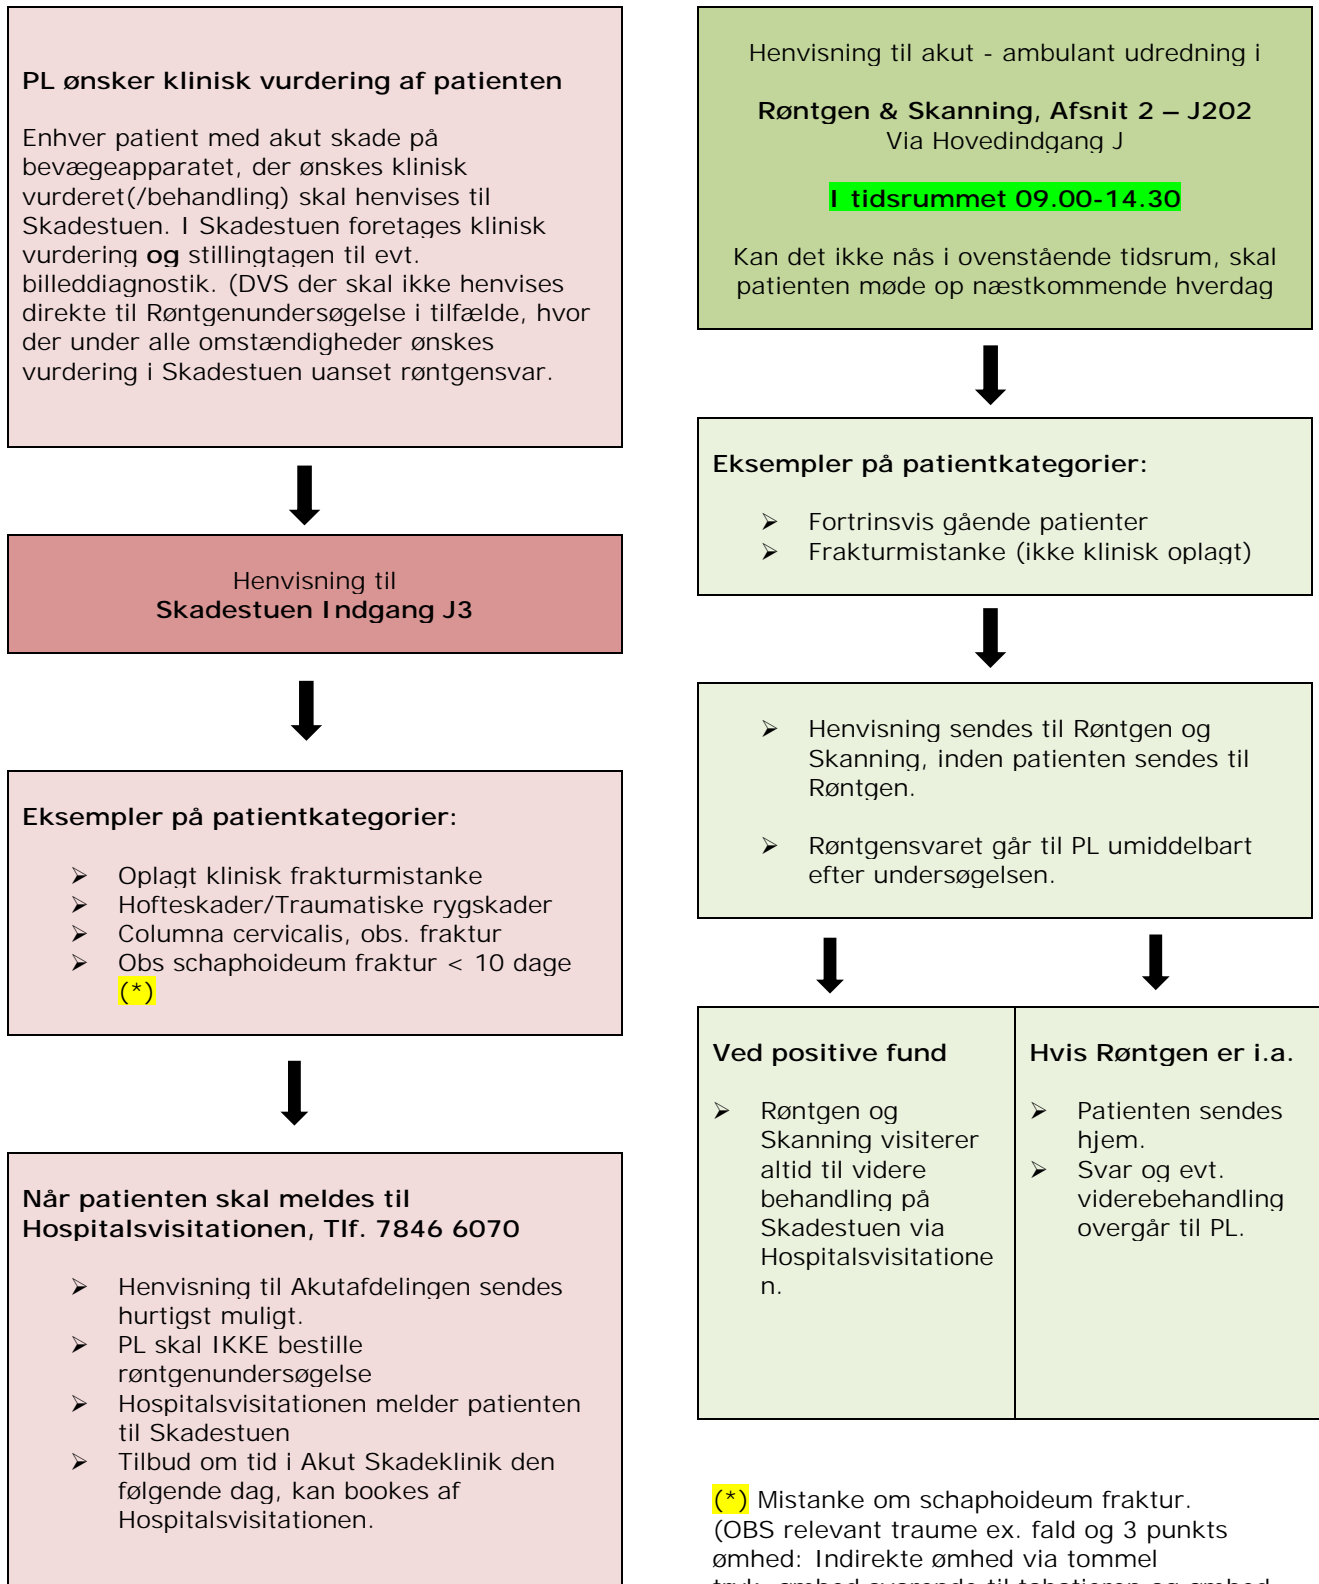 PL ønsker klinisk vurdering af patienten
Enhver patient med akut skade på
bevægeapparatet, der ønskes klinisk
vurderet(/behandling) skal henvises til
Skadestuen. I Skadestuen foretages klinisk
vurdering og stillingtagen til evt.
billeddiagnostik. (DVS der skal ikke henvises
direkte til Røntgenundersøgelse i tilfælde, hvor
der under alle omstændigheder ønskes
vurdering i Skadestuen uanset røntgensvar.
Henvisning til
Skadestuen Indgang J3
Eksempler på patientkategorier:
➢ Oplagt klinisk frakturmistanke
➢ Hofteskader/Traumatiske rygskader
➢ Columna cervicalis, obs. fraktur
➢ Obs schaphoideum fraktur < 10 dage
(*)
Når patienten skal meldes til
Hospitalsvisitationen, Tlf. 7846 6070
➢ Henvisning til Akutafdelingen sendes
hurtigst muligt.
➢ PL skal IKKE bestille
røntgenundersøgelse
➢ Hospitalsvisitationen melder patienten
til Skadestuen
➢ Tilbud om tid i Akut Skadeklinik den
følgende dag, kan bookes af
Hospitalsvisitationen.
Henvisning til akut - ambulant udredning i
Røntgen & Skanning, Afsnit 2 – J202
Via Hovedindgang J
I tidsrummet 09.00-14.30
Kan det ikke nås i ovenstående tidsrum, skal
patienten møde op næstkommende hverdag
Eksempler på patientkategorier:
➢ Fortrinsvis gående patienter
➢ Frakturmistanke (ikke klinisk oplagt)
➢ Henvisning sendes til Røntgen og
Skanning, inden patienten sendes til
Røntgen.
➢ Røntgensvaret går til PL umiddelbart
efter undersøgelsen.
Ved positive fund
➢ Røntgen og
Skanning visiterer
altid til videre
behandling på
Skadestuen via
Hospitalsvisitatione
n.
Hvis Røntgen er i.a.
➢ Patienten sendes
hjem.
➢ Svar og evt.
viderebehandling
overgår til PL.
(*) Mistanke om schaphoideum fraktur.
(OBS relevant traume ex. fald og 3 punkts
ømhed: Indirekte ømhed via tommel